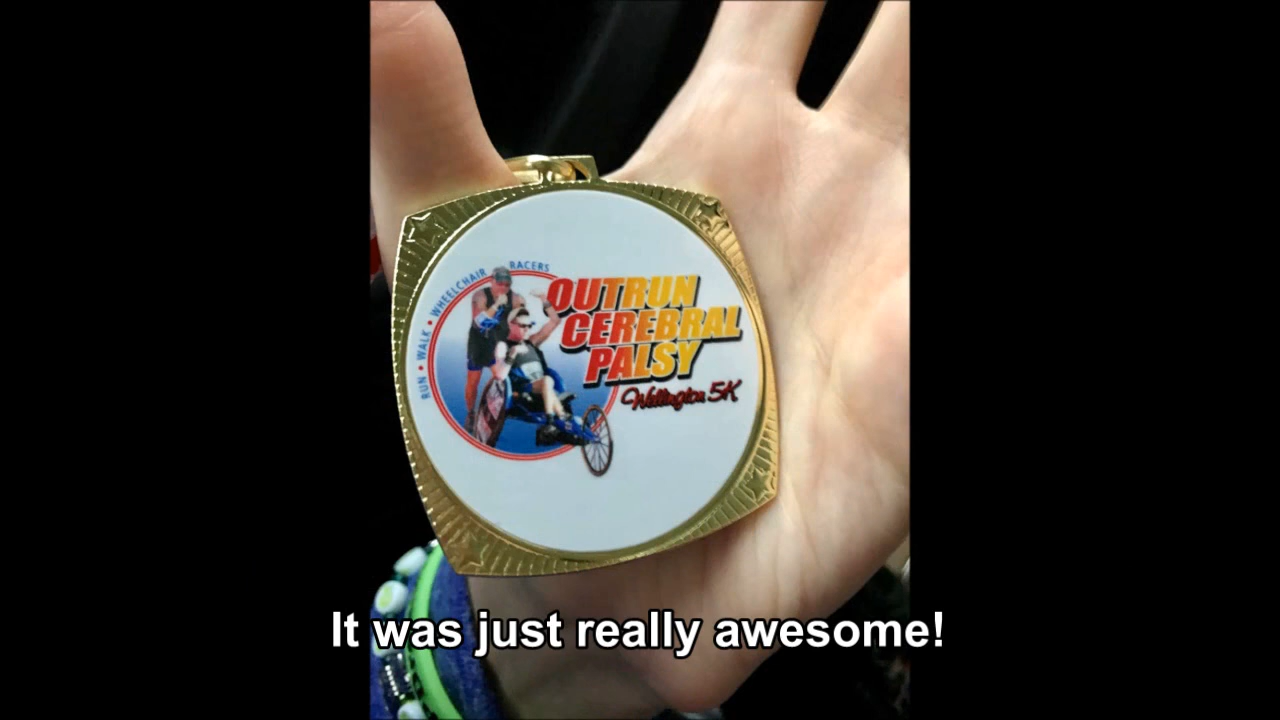 RUN • WALK • WHEELCHAIR RACERS
OUTRUN
CEREBRAL
PALSY
Wellington 5K
It was just really awesome!